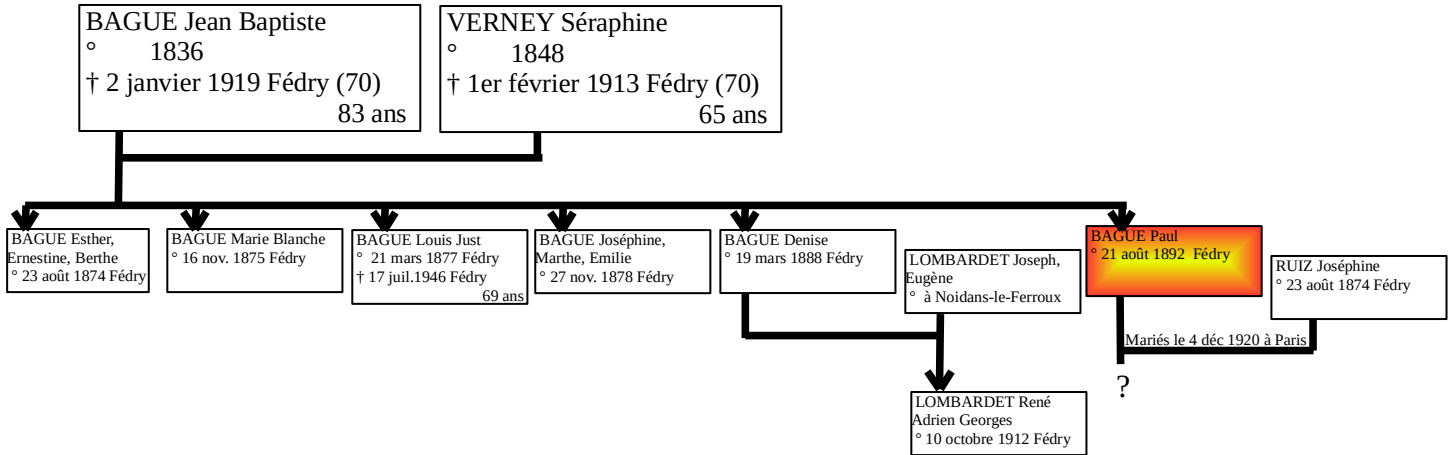 BAGUE Jean Baptiste
° 1836
† 2 janvier 1919 Fédry (70)
83 ans
VERNEY Séraphine
° 1848
† 1er février 1913 Fédry (70)
65 ans
BAGUE Esther,
Ernestine, Berthe
° 23 août 1874 Fédry
BAGUE Marie Blanche
° 16 nov. 1875 Fédry
BAGUE Louis Just
° 21 mars 1877 Fédry
† 17 juil.1946 Fédry
69 ans
BAGUE Joséphine,
Marthe, Emilie
° 27 nov. 1878 Fédry
BAGUE Denise
° 19 mars 1888 Fédry
LOMBARDET Joseph,
Eugène
° à Noidans-le-Ferroux
BAGUE Paul
° 21 août 1892 Fédry
RUIZ Joséphine
° 23 août 1874 Fédry
Mariés le 4 déc 1920 à Paris
?
LOMBARDET René
Adrien Georges
° 10 octobre 1912 Fédry